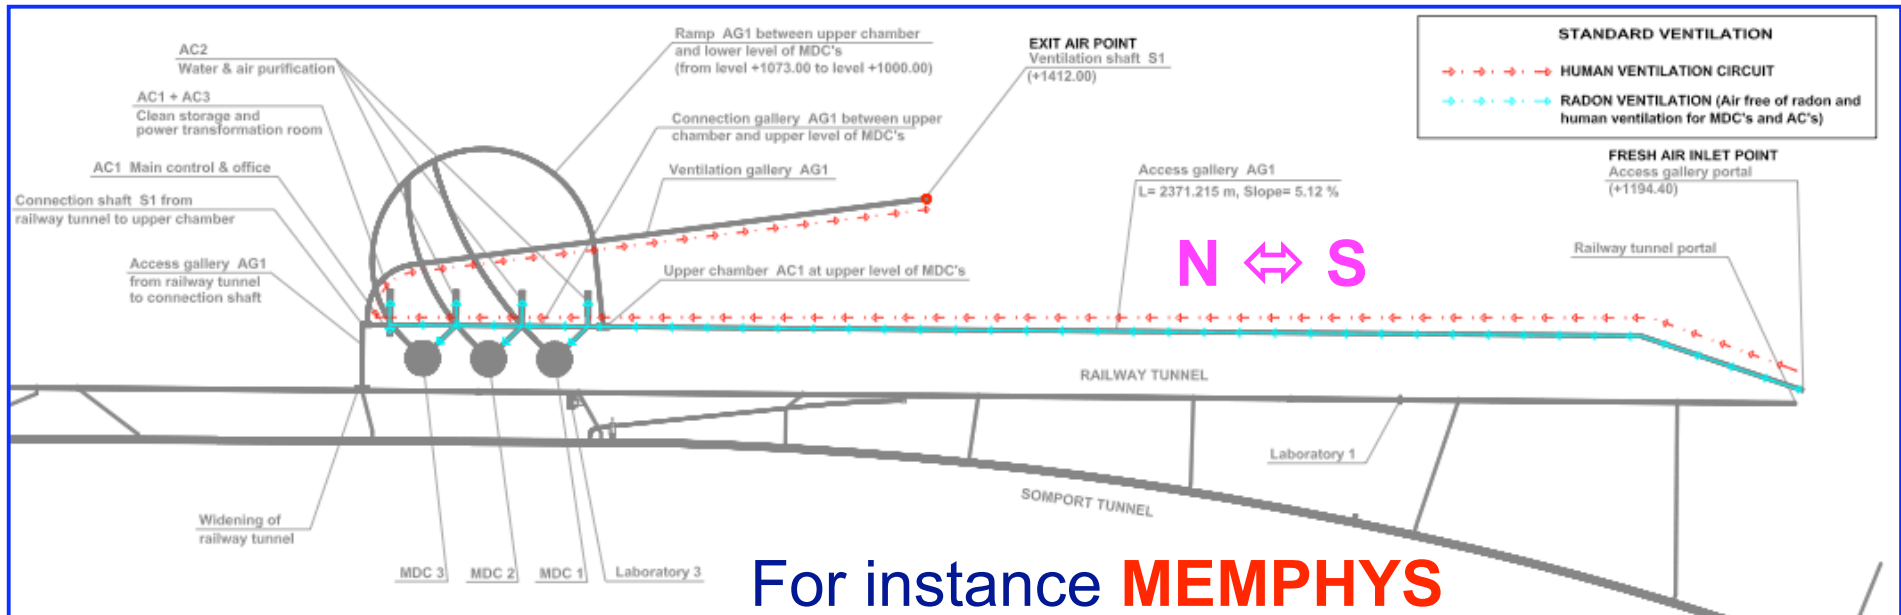 AC2
Water & air purification
AC1 + AC3
Clean storage and
power transformation room
AC1 Main control & office
Connection shaft S1 from
railway tunnel to upper chamber
Access gallery AG1
from railway tunnel
to connection shaft
Ramp AG1 between upper chamber
and lower level of MDC's
(from level +1073.00 to level +1000.00)
Connection gallery AG1 between upper
chamber and upper level of MDC's
Ventilation gallery AG1
EXIT AIR POINT
Ventilation shaft S1
(+1412.00)
Upper chamber AC1 at upper level of MDC's
Access gallery AG1
L= 2371.215 m, Slope= 5.12 %
STANDARD VENTILATION
HUMAN VENTILATION CIRCUIT
RADON VENTILATION (Air free of radon and
human ventilation for MDC's and AC's)
FRESH AIR INLET POINT
Access gallery portal
(+1194.40)
Railway tunnel portal
N ⇔ S
RAILWAY TUNNEL
Laboratory 1
SOMPORT TUNNEL
Widening of
railway tunnel
MDC 3
MDC 2
MDC 1
Laboratory 3
For instance MEMPHYS